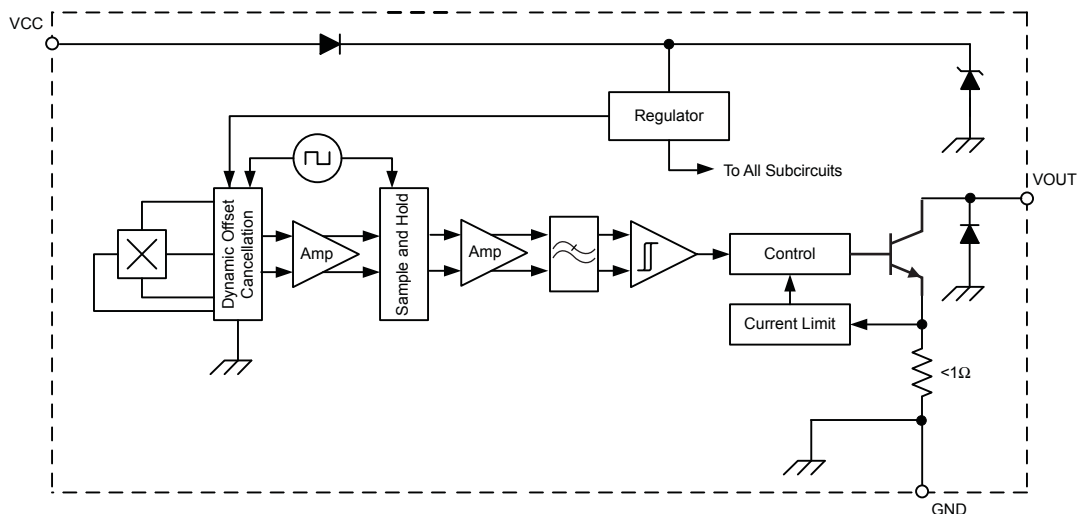 VCC
Regulator
To All Subcircuits
VOUT
Dynamic Offset
Cancellation
Amp
Sample and Hold
Amp
Control
Current Limit
<1Ω
GND